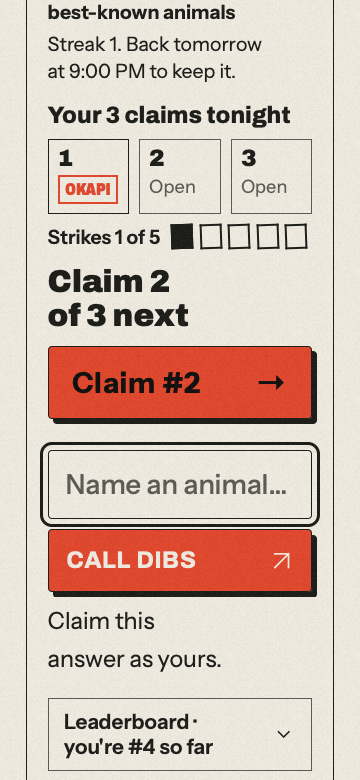 best-known animals
Streak 1. Back tomorrow
at 9:00 PM to keep it.
Your 3 claims tonight
1
OKAPI
2
Open
3
Open
Strikes 1 of 5
Claim 2
of 3 next
Claim #2 →
Name an animal...
CALL DIBS
Claim this
answer as yours.
Leaderboard ·
you're #4 so far